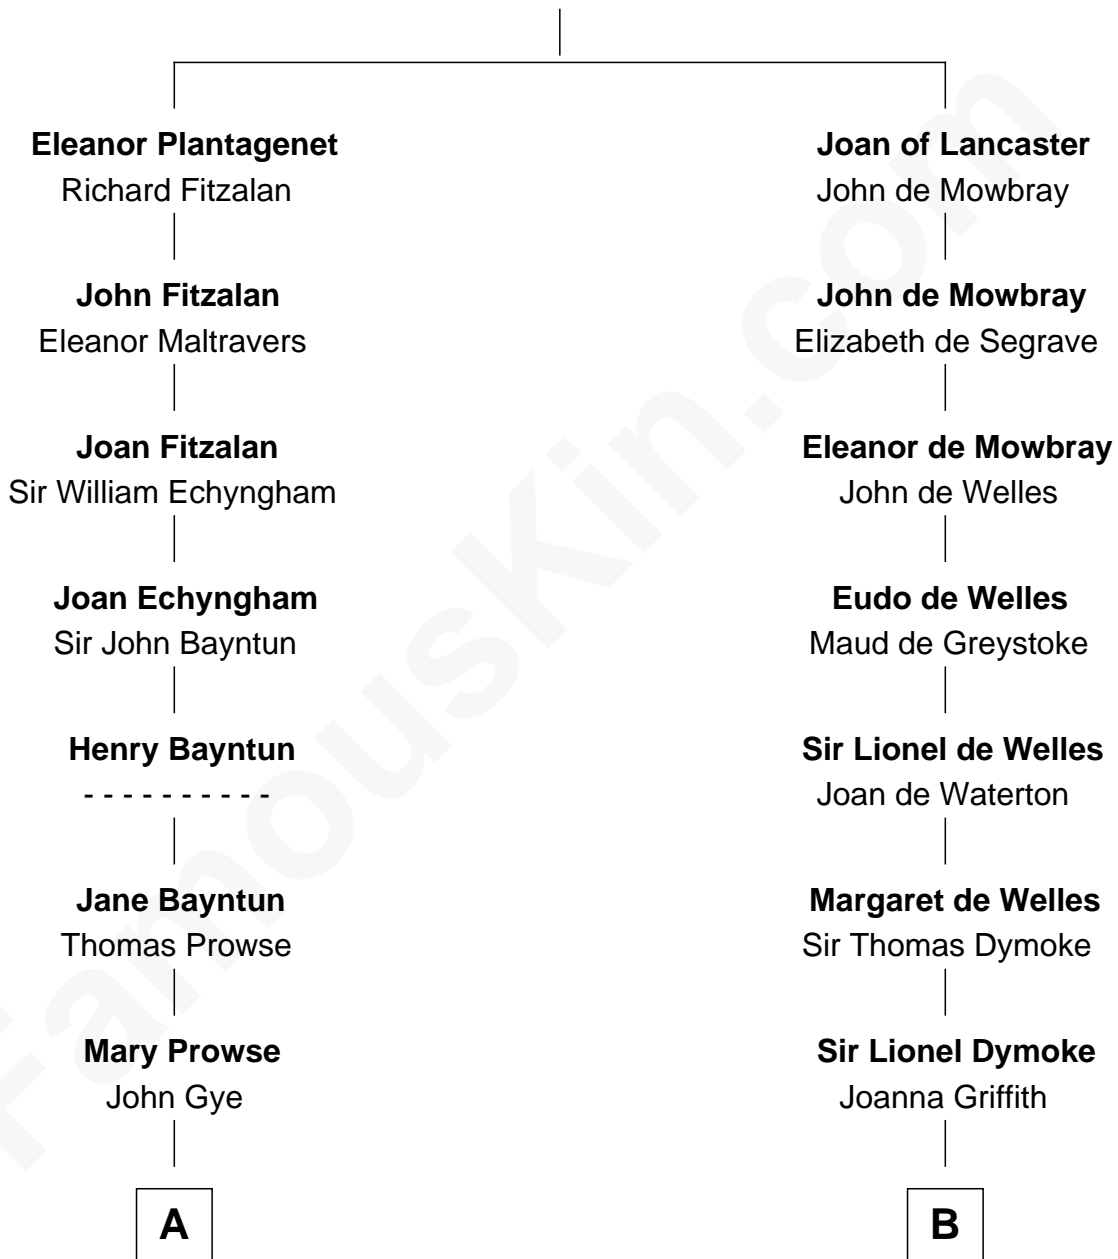 Eleanor Plantagenet
Richard Fitzalan
John Fitzalan
Eleanor Maltravers
Joan Fitzalan
Sir William Echyngham
Joan Echyngham
Sir John Bayntun
Henry Bayntun
- - - - - - - - - -
Jane Bayntun
Thomas Prowse
Mary Prowse
John Gye
A
Joan of Lancaster
John de Mowbray
John de Mowbray
Elizabeth de Segrave
Eleanor de Mowbray
John de Welles
Eudo de Welles
Maud de Greystoke
Sir Lionel de Welles
Joan de Waterton
Margaret de Welles
Sir Thomas Dymoke
Sir Lionel Dymoke
Joanna Griffith
B
FamousKin.com